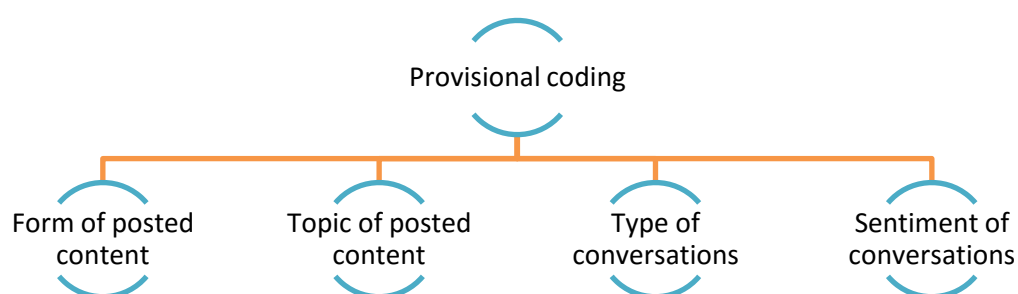 Provisional coding
Form of posted
content
Topic of posted
content
Type of
conversations
Sentiment of
conversations